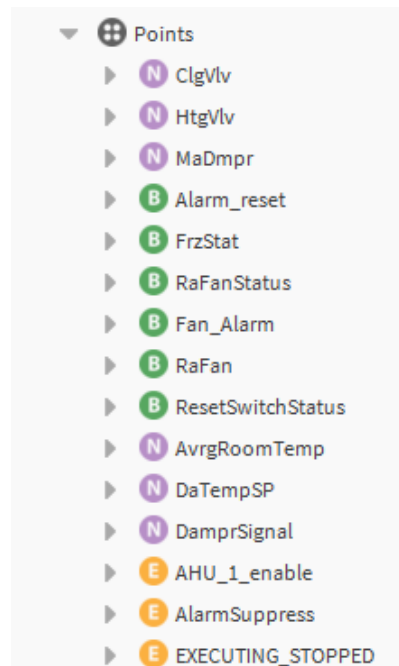 Points
N ClgVlv
N HtgVlv
N MaDmpr
B Alarm_reset
B FrzStat
B RaFanStatus
B Fan_Alarm
B RaFan
B ResetSwitchStatus
N AvrgRoomTemp
N DaTempSP
N DamprSignal
E AHU_1_enable
E AlarmSuppress
E EXECUTING_STOPPED